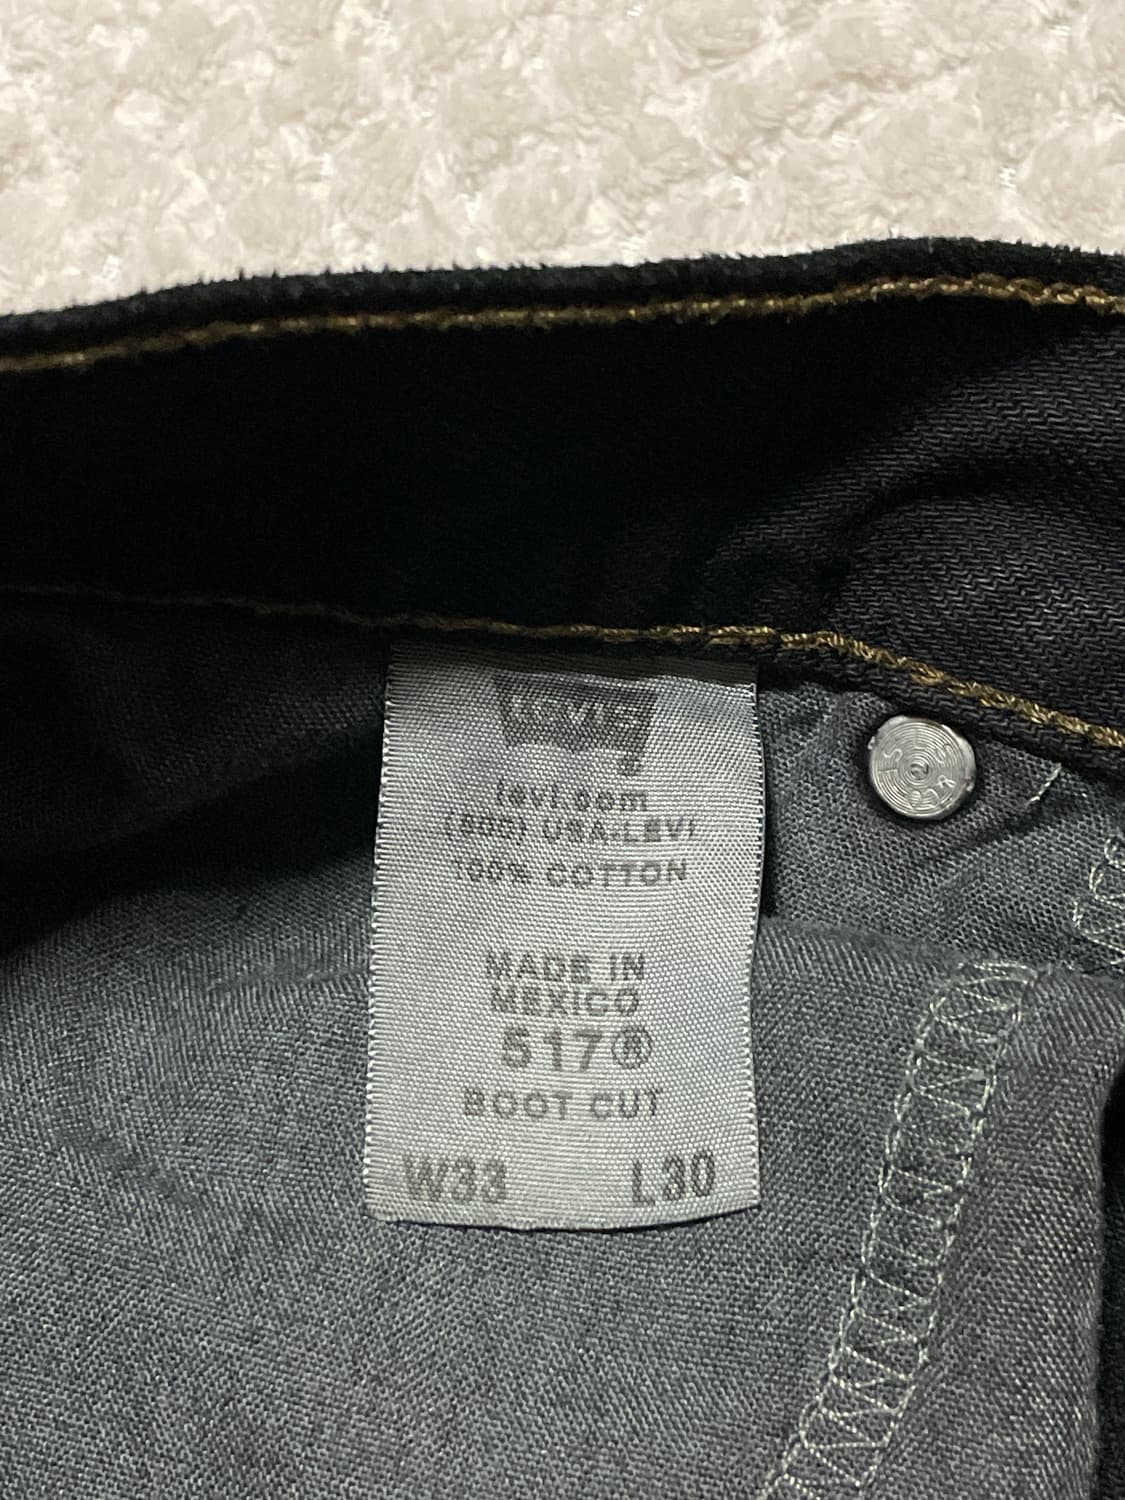 LEVI'S
®
levi.com
(800) USA-LEVI
100% COTTON
MADE IN
MEXICO
517®
BOOT CUT
W33 L30